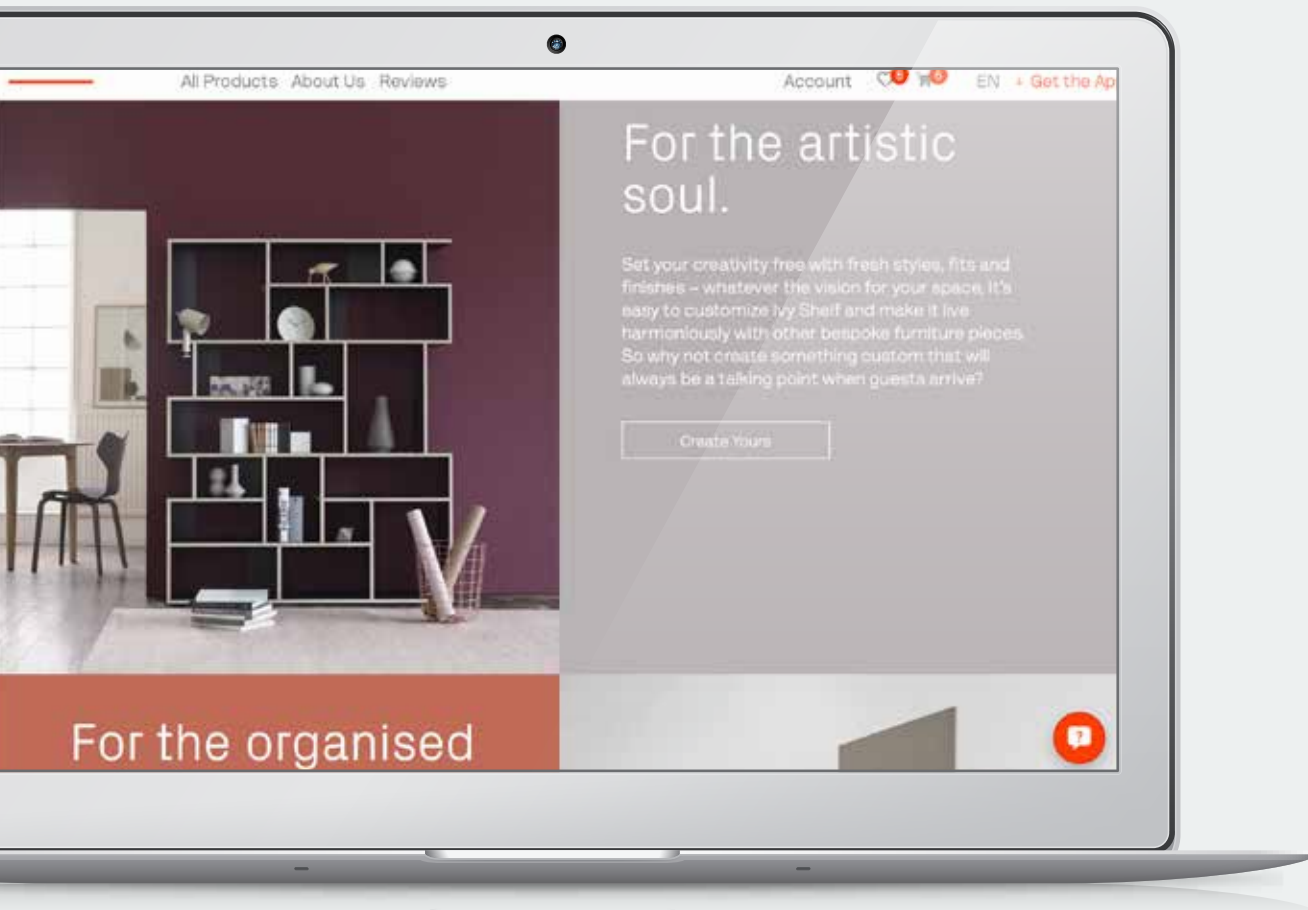 All Products About Us Reviews
Account
EN
Get the Ap
For the artistic
soul.
Set your creativity free with fresh styles, fits and
finishes – whatever the vision for your space. It's
easy to customize Ivy Shelf and make it live
harmoniously with other bespoke furniture pieces.
So why not create something custom that will
always be a talking point when guests arrive?
Create Yours
For the organised
?